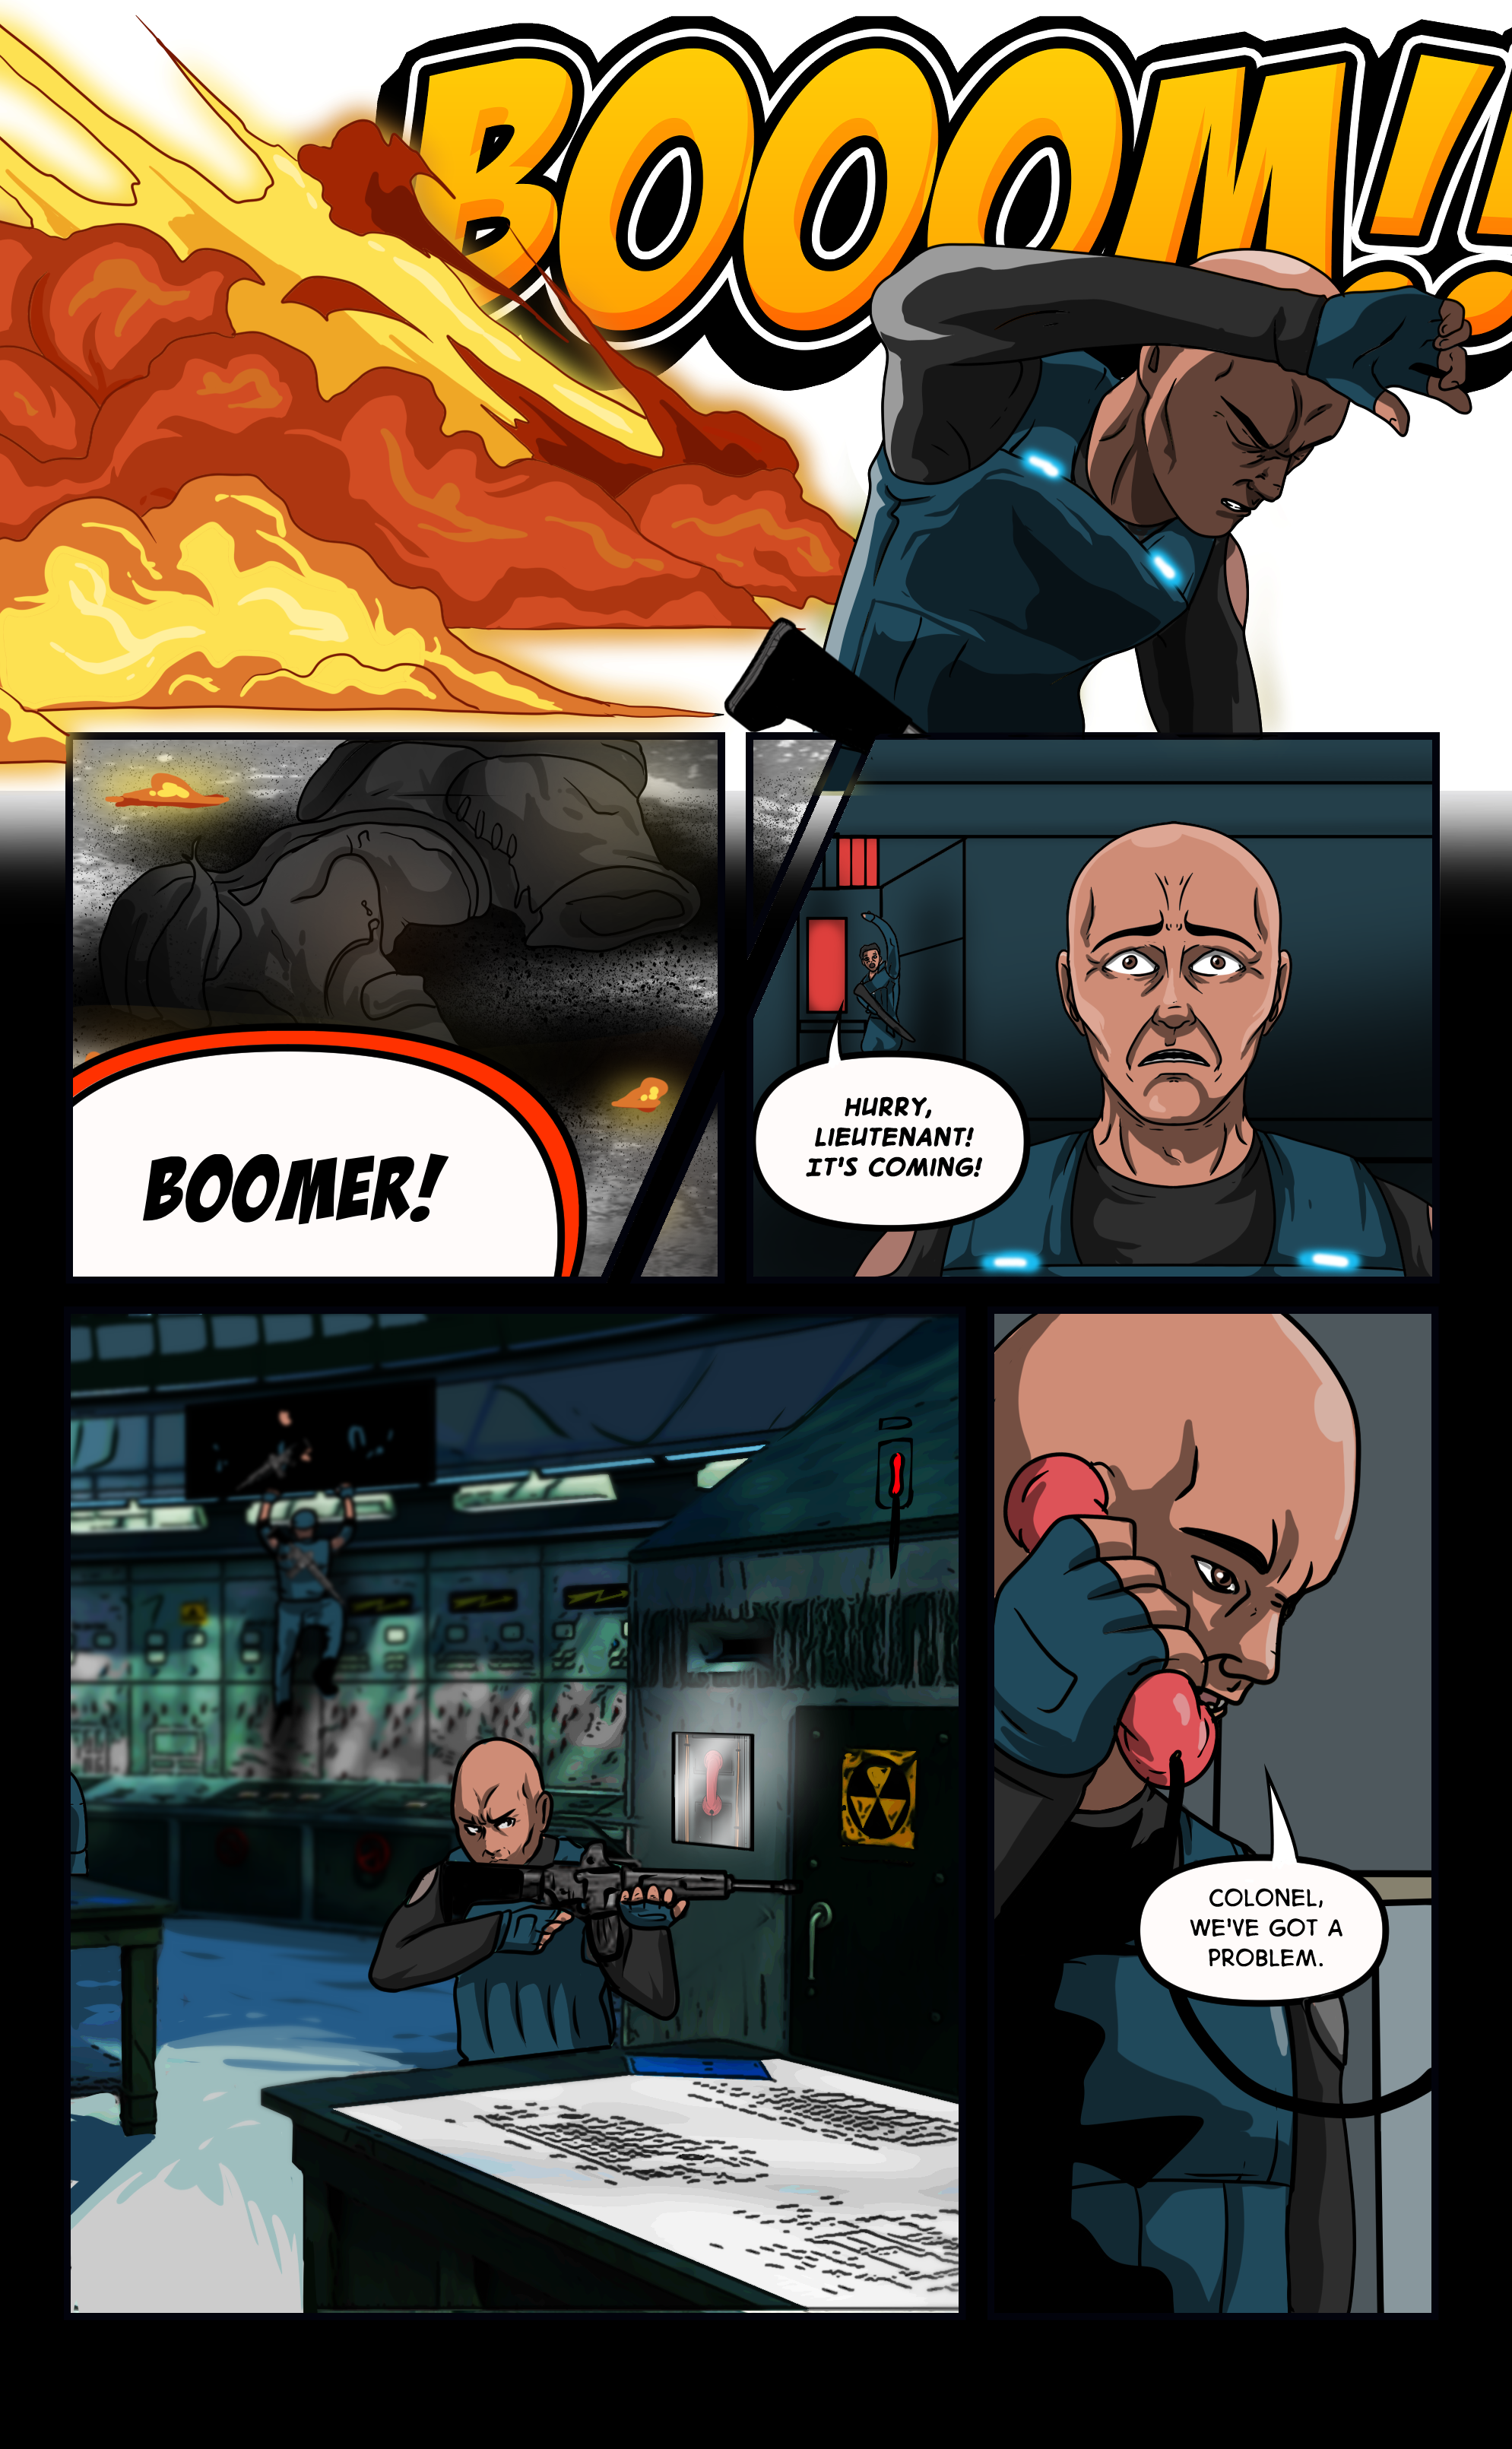 BOOOM!!
BOOMER!
HURRY,
LIEUTENANT!
IT'S COMING!
COLONEL,
WE'VE GOT A
PROBLEM.